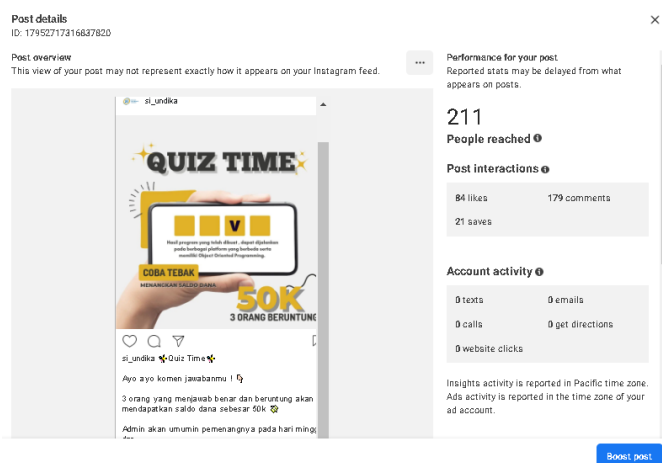 Post details
ID: 17952717316837820
Post overview
This view of your post may not represent exactly how it appears on your Instagram feed.
...
si_undika
QUIZ TIME
V
Hasil program yang telah dibuat , dapat dijalankan
pada berbagai platform yang berbeda serta
memiliki Object Oriented Programming.
COBA TEBAK
MENANGKAN SALDO DANA
50K
3 ORANG BERUNTUNG
si_undika Quiz Time
Ayo ayo komen jawabanmu !
3 orang yang menjawab benar dan beruntung akan
mendapatkan saldo dana sebesar 50k
Admin akan umumin pemenangnya pada hari mingg
Performance for your post
Reported stats may be delayed from what
appears on posts.
211
People reached
Post interactions
84 likes
179 comments
21 saves
Account activity
0 texts
0 emails
0 calls
0 get directions
0 website clicks
Insights activity is reported in Pacific time zone.
Ads activity is reported in the time zone of your
ad account.
Boost post